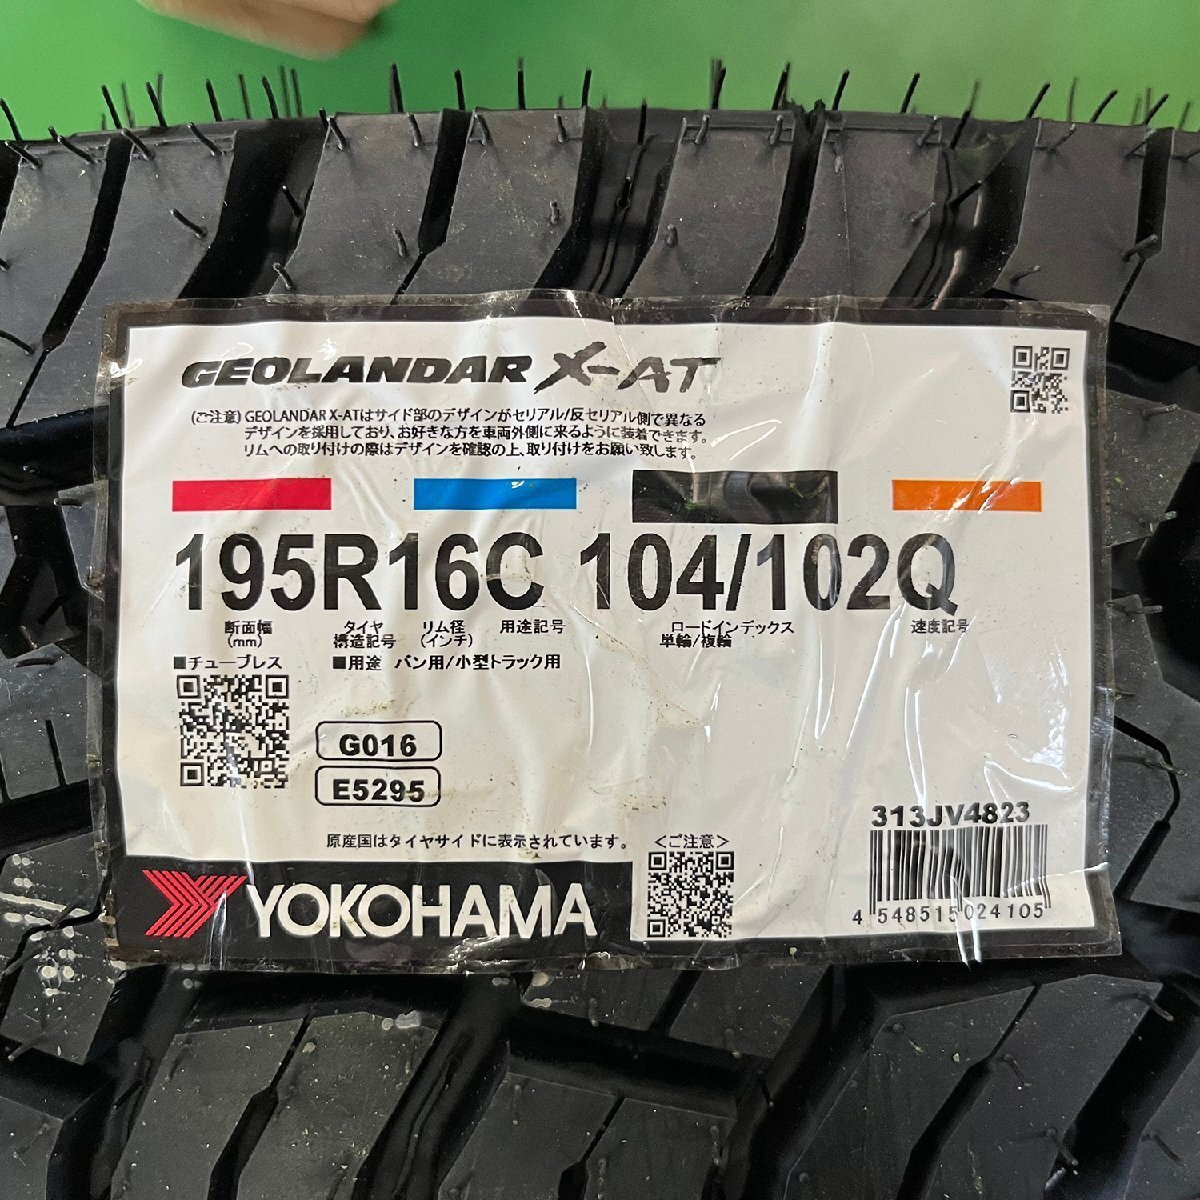 GEOLANDAR X-AT
(ご注意) GEOLANDAR X-ATはサイド部のデザインがセリアル/反セリアル側で異なる
デザインを採用しており、お好きな方を車両外側に来るように装着できます。
リムへの取り付けの際はデザインを確認の上、取り付けをお願い致します。
195R16C 104/102Q
断面幅 タイヤ リム径 用途記号 ロードインデックス 速度記号
(mm) 構造記号 (インチ) 単輪/複輪
■チューブレス ■用途 バン用/小型トラック用
G016
E5295
313JV4823
原産国はタイヤサイドに表示されています。 <ご注意>
YOKOHAMA
4 548515 024105